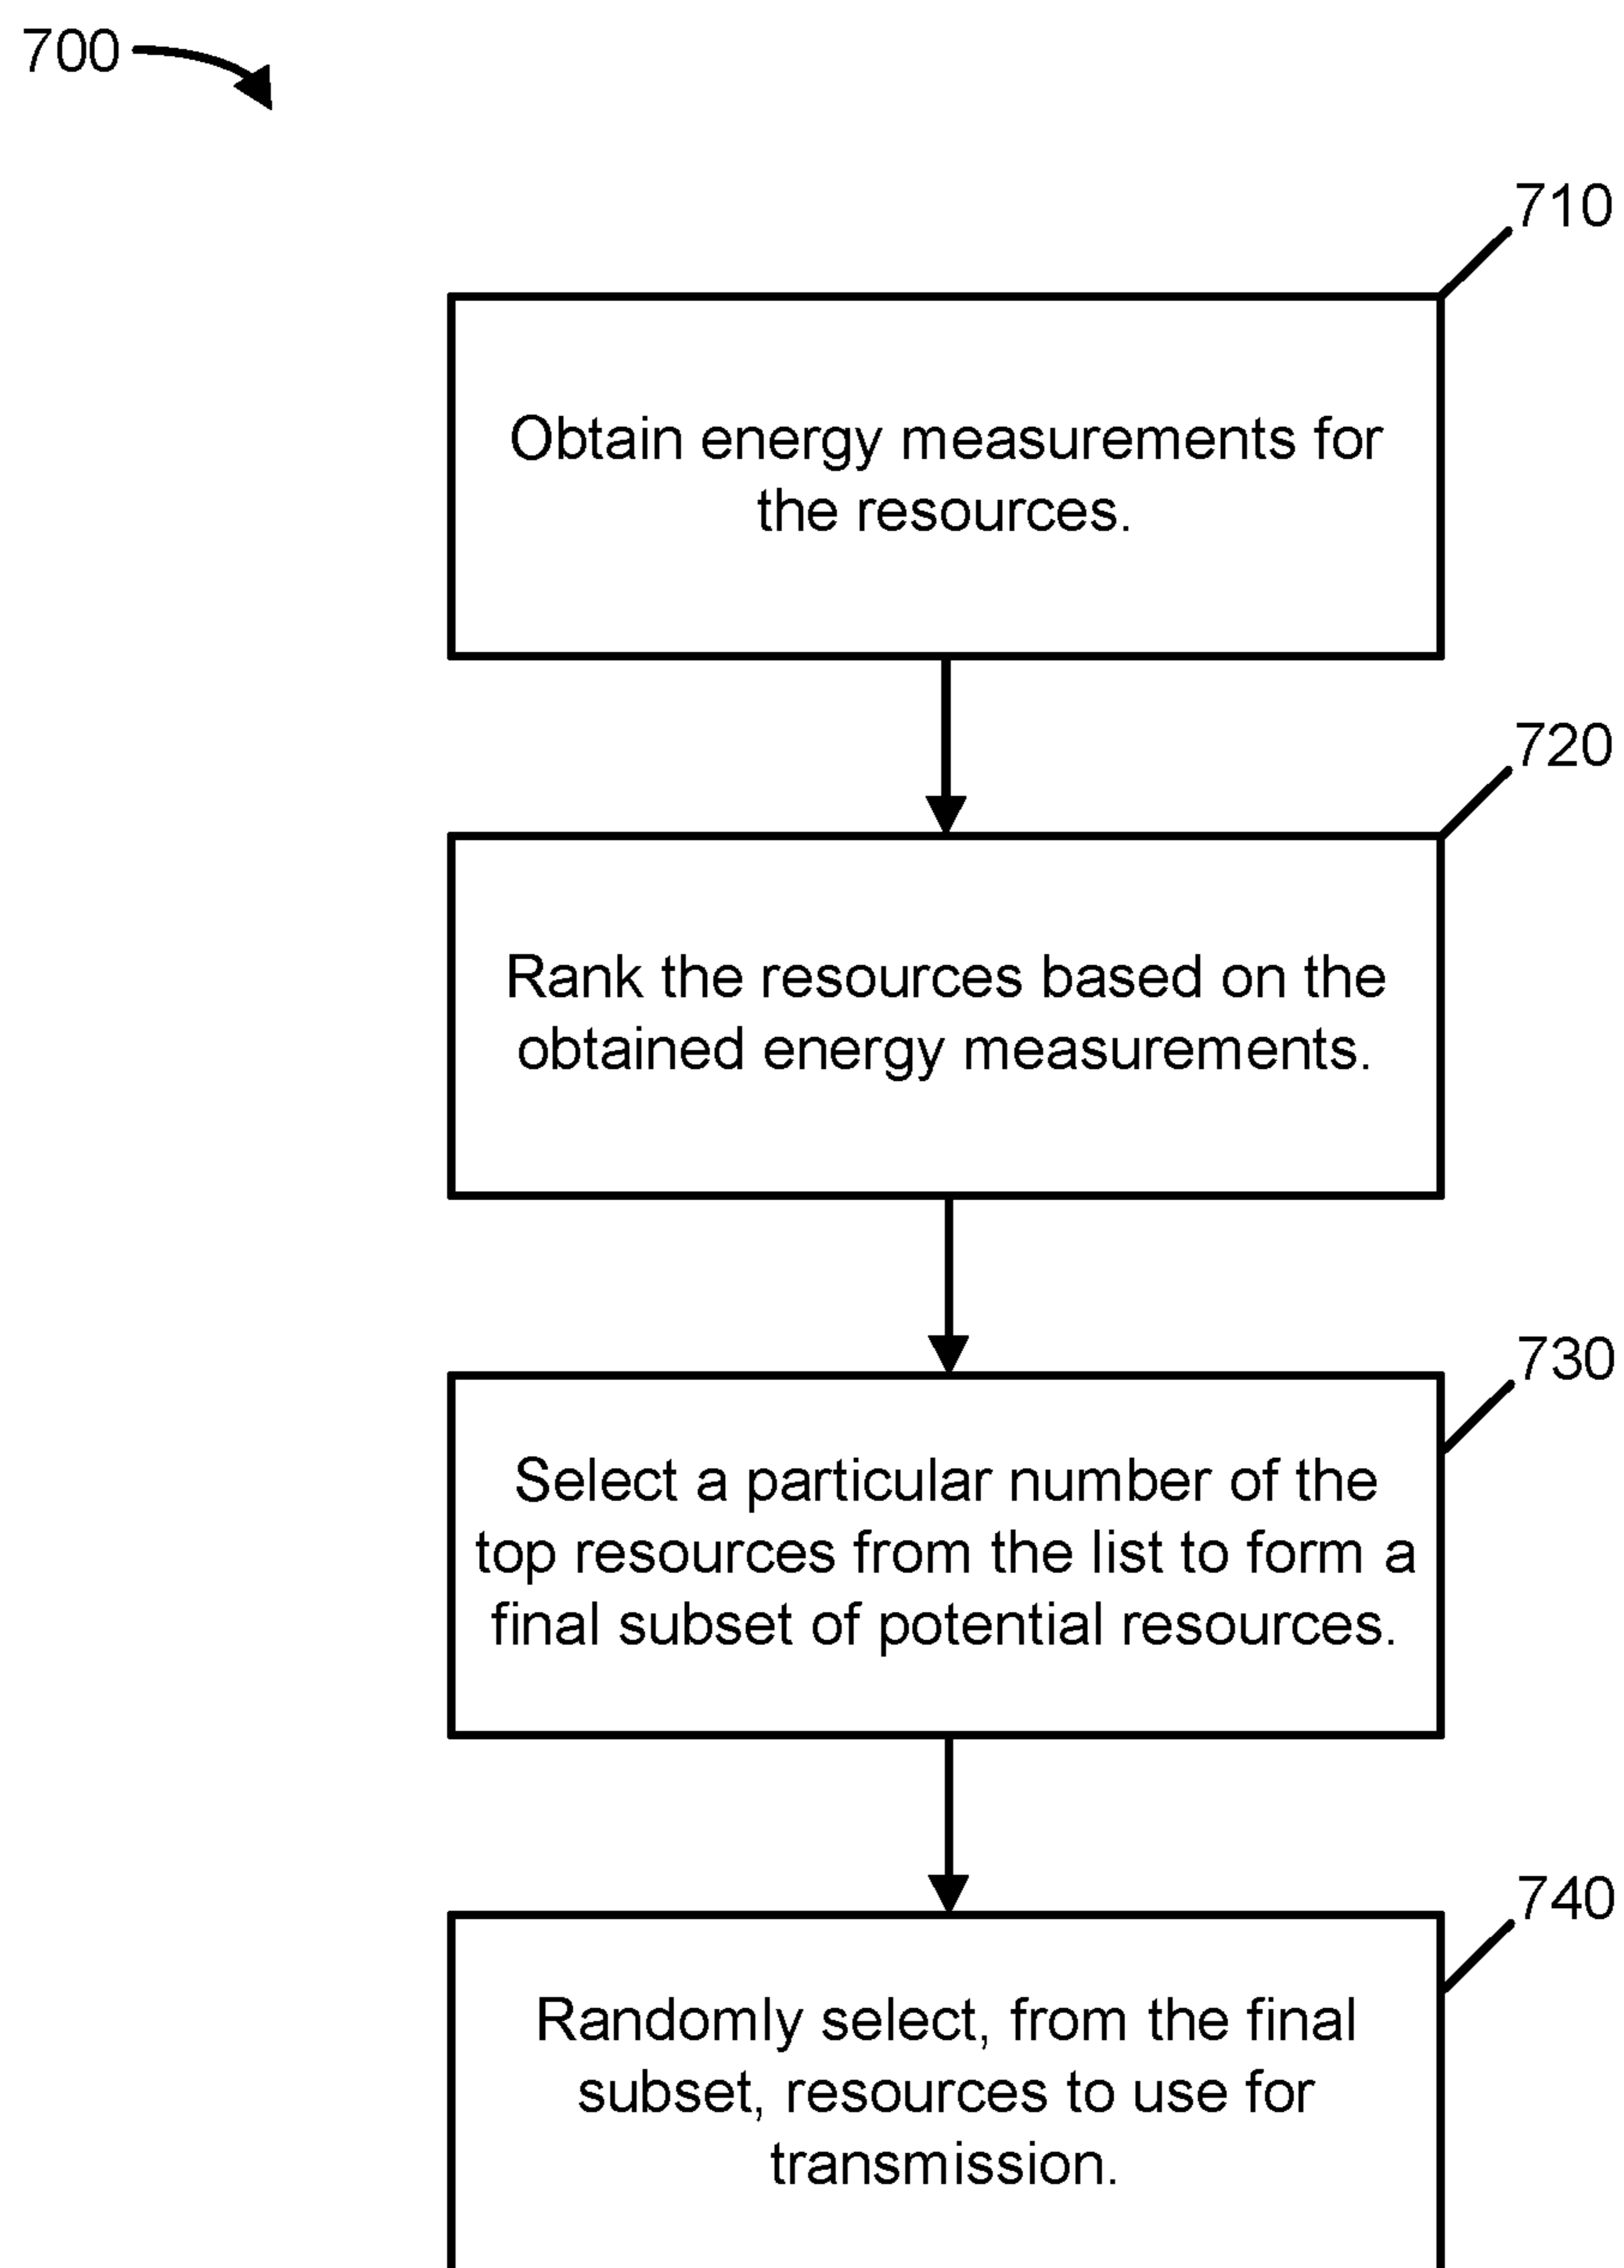 700
710
Obtain energy measurements for
the resources.
720
Rank the resources based on the
obtained energy measurements.
730
Select a particular number of the
top resources from the list to form a
final subset of potential resources.
740
Randomly select, from the final
subset, resources to use for
transmission.